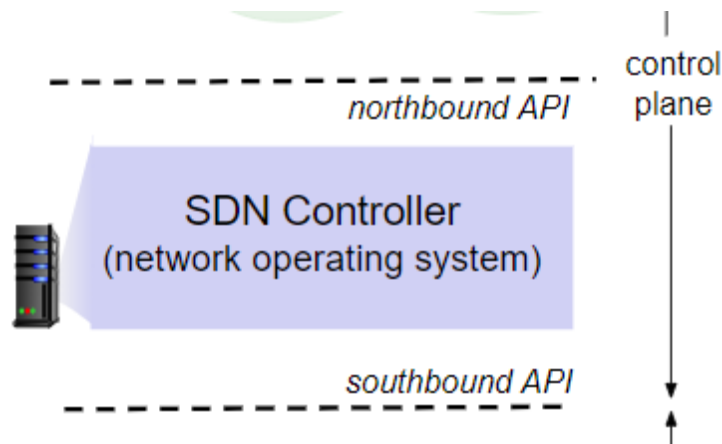 control
plane
northbound API
SDN Controller
(network operating system)
southbound API